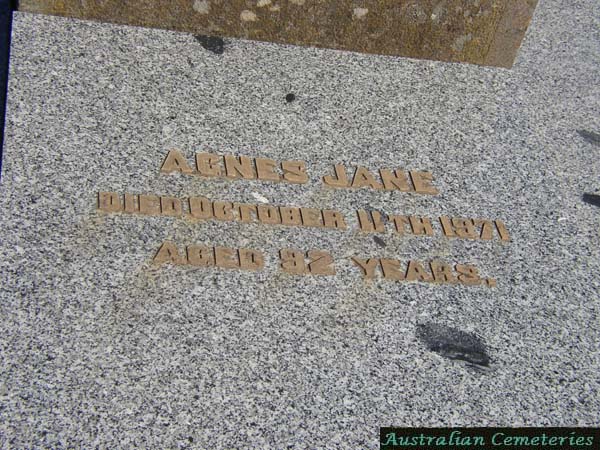 AGNES JANE
DIED OCTOBER 11TH 1971
AGED 92 YEARS.
Australian Cemeteries